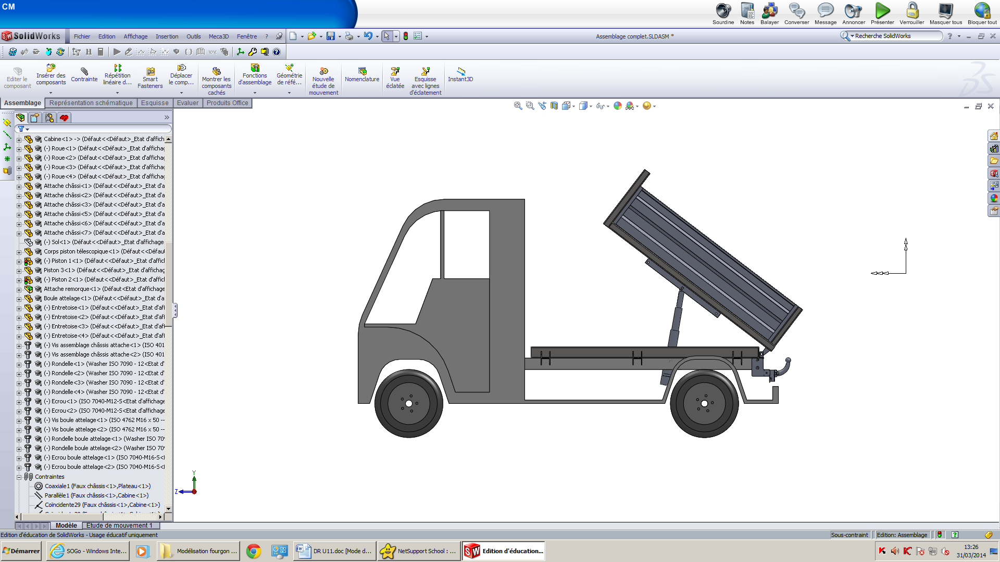 CM
Sourdine Notes Balayer Converser Message Annoncer Présenter Verrouiller Masquer tous Bloquer tout
SolidWorks Fichier Edition Affichage Insertion Outils Meca3D Fenêtre ? Assemblage complet.SLDASM * Recherche SolidWorks
Editer le composant
Insérer des composants
Contrainte
Répétition linéaire d...
Smart Fasteners
Déplacer le comp...
Montrer les composants cachés
Fonctions d'assemblage
Géométrie de réfé...
Nouvelle étude de mouvement
Nomenclature
Vue éclatée
Esquisse avec lignes d'éclatement
Instant3D
Assemblage Représentation schématique Esquisse Evaluer Produits Office
Cabine<1> -> (Défaut<<Défaut>_Etat d'affich
(-) Roue<1> (Défaut<<Défaut>_Etat d'affichag
(-) Roue<2> (Défaut<<Défaut>_Etat d'affichag
(-) Roue<3> (Défaut<<Défaut>_Etat d'affichag
(-) Roue<4> (Défaut<<Défaut>_Etat d'affichag
Attache châssi<1> (Défaut<<Défaut>_Etat d'a
Attache châssi<2> (Défaut<<Défaut>_Etat d'a
Attache châssi<3> (Défaut<<Défaut>_Etat d'a
Attache châssi<5> (Défaut<<Défaut>_Etat d'a
Attache châssi<6> (Défaut<<Défaut>_Etat d'a
Attache châssi<7> (Défaut<<Défaut>_Etat d'a
(-) Sol<1> (Défaut<<Défaut>_Etat d'affichage
Corps piston télescopique<1> (Défaut<<Défau
(-) Piston 1<1> (Défaut<<Défaut>_Etat d'affic
Piston 3<1> (Défaut<<Défaut>_Etat d'affichag
(-) Piston 2<1> (Défaut<<Défaut>_Etat d'affic
Attache remorque<1> (Défaut<Etat d'affichage
Boule attelage<1> (Défaut<<Défaut>_Etat d'a
(-) Entretoise<1> (Défaut<<Défaut>_Etat d'aff
(-) Entretoise<2> (Défaut<<Défaut>_Etat d'aff
(-) Entretoise<3> (Défaut<<Défaut>_Etat d'aff
(-) Entretoise<4> (Défaut<<Défaut>_Etat d'aff
(-) Vis assemblage châssis attache<1> (ISO 401
(-) Vis assemblage châssis attache<2> (ISO 401
(-) Rondelle<1> (Washer ISO 7090 - 12<Etat d'
(-) Rondelle<2> (Washer ISO 7090 - 12<Etat d'
(-) Rondelle<3> (Washer ISO 7090 - 12<Etat d'
(-) Rondelle<4> (Washer ISO 7090 - 12<Etat d'
(-) Ecrou<1> (ISO 7040-M12-S<Etat d'affichage
(-) Ecrou<2> (ISO 7040-M12-S<Etat d'affichage
(-) Vis boule attelage<1> (ISO 4762 M16 x 50 --
(-) Vis boule attelage<2> (ISO 4762 M16 x 50 --
(-) Rondelle boule attelage<1> (Washer ISO 70
(-) Rondelle boule attelage<2> (Washer ISO 70
(-) Ecrou boule attelage<1> (ISO 7040-M16-S<
(-) Ecrou boule attelage<2> (ISO 7040-M16-S<
Contraintes
Coaxiale1 (Faux châssis<1>,Plateau<1>)
Parallèle1 (Faux châssis<1>,Cabine<1>)
Coïncidente29 (Faux châssis<1>,Cabine<1>)
Y
Z
Modèle Etude de mouvement 1
Edition d'éducation de SolidWorks - Usage éducatif uniquement Sous-contraint Edition: Assemblage
Démarrer SOGo - Windows Inte... Modélisation fourgon ... DR U11.doc [Mode d... NetSupport School : ... Edition d'éducation... 13:26
31/03/2014